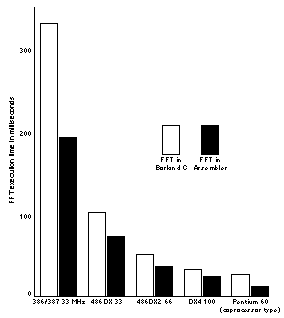 FFT execution time in milliseconds
300
200
100
0
FFT in
Borland C
FFT in
Assembler
386/387 33 MHz
486 DX 33
486DX2 66
DX4 100
Pentium 60
(coprocessor type)